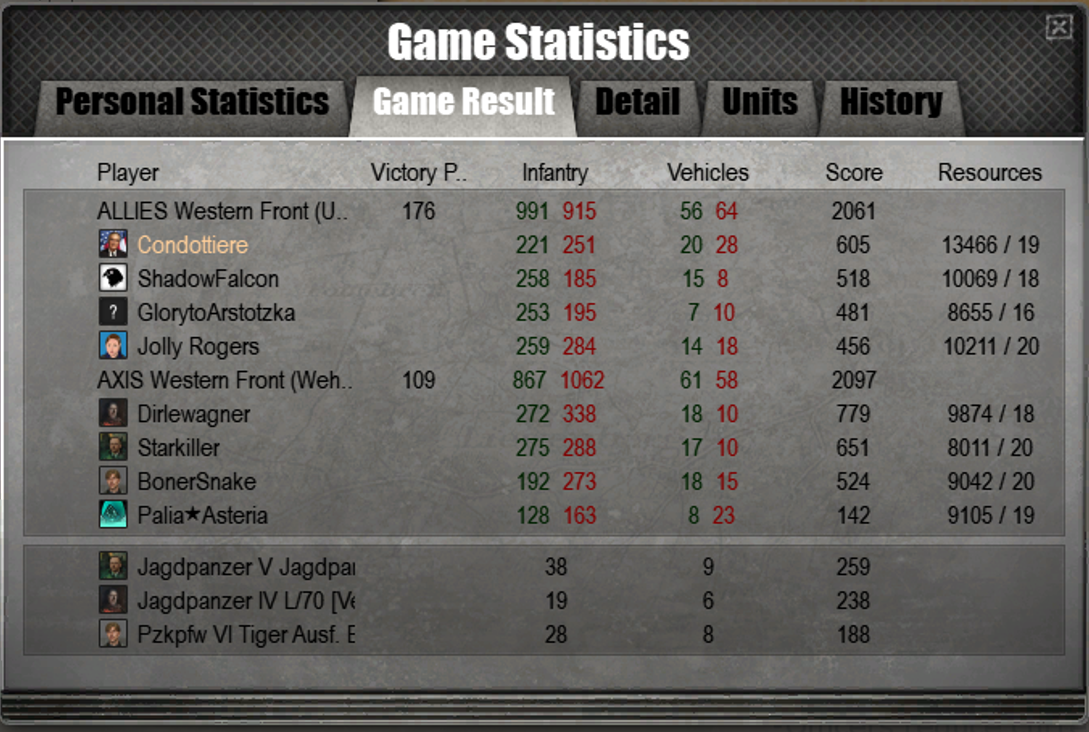 Game Statistics
Personal Statistics Game Result Detail Units History
Player Victory P.. Infantry Vehicles Score Resources
ALLIES Western Front (U.. 176 991 915 56 64 2061
Condottiere 221 251 20 28 605 13466 / 19
ShadowFalcon 258 185 15 8 518 10069 / 18
? GlorytoArstotzka 253 195 7 10 481 8655 / 16
Jolly Rogers 259 284 14 18 456 10211 / 20
AXIS Western Front (Weh.. 109 867 1062 61 58 2097
Dirlewagner 272 338 18 10 779 9874 / 18
Starkiller 275 288 17 10 651 8011 / 20
BonerSnake 192 273 18 15 524 9042 / 20
Palia★Asteria 128 163 8 23 142 9105 / 19
Jagdpanzer V Jagdpan 38 9 259
Jagdpanzer IV L/70 [Ve 19 6 238
Pzkpfw VI Tiger Ausf. E 28 8 188